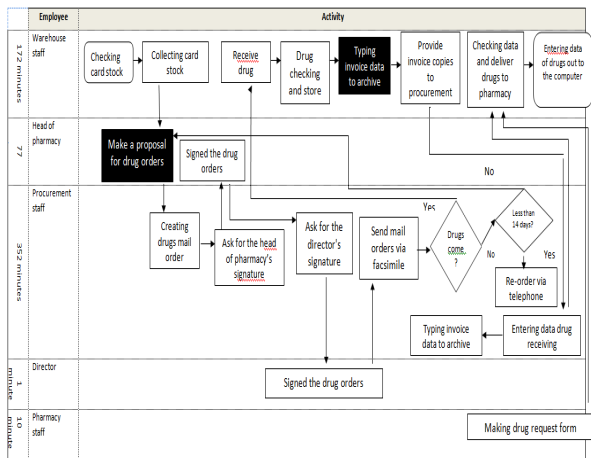 Employee
Activity
172 minutes
Warehouse
staff
Checking
card stock
Collecting card
stock
Receive
drug
Drug
checking
and store
Typing
invoice data
to archive
Provide
invoice copies
to
procurement
Checking data
and deliver
drugs to
pharmacy
Entering data
of drugs out to
the computer
77
Head of
pharmacy
Make a proposal
for drug orders
Signed the drug
orders
No
352 minutes
Procurement
staff
Creating
drugs mail
order
Ask for the head
of pharmacy's
signature
Ask for the
director's
signature
Send mail
orders via
facsimile
Yes
Drugs
come
?
No
Less than
14 days?
Yes
Re-order via
telephone
Typing invoice
data to archive
Entering data drug
receiving
1
minute
Director
Signed the drug orders
10
minute
Pharmacy
staff
Making drug request form